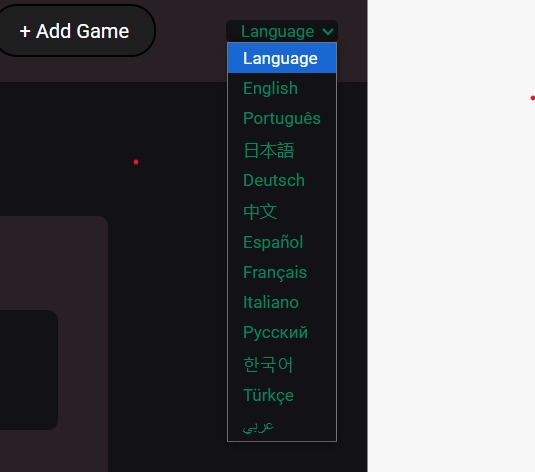 + Add Game
Language
Language
English
Português
日本語
Deutsch
中文
Español
Français
Italiano
Русский
한국어
Türkçe
عربي